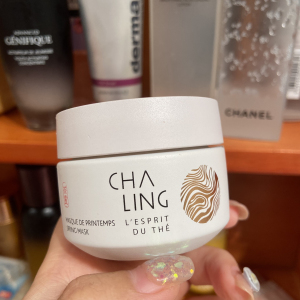 GÉNIFIQUE
derma
CHANEL
CHA
LING
L'ESPRIT
DU THÉ
MASQUE DE PRINTEMPS
SPRING MASK